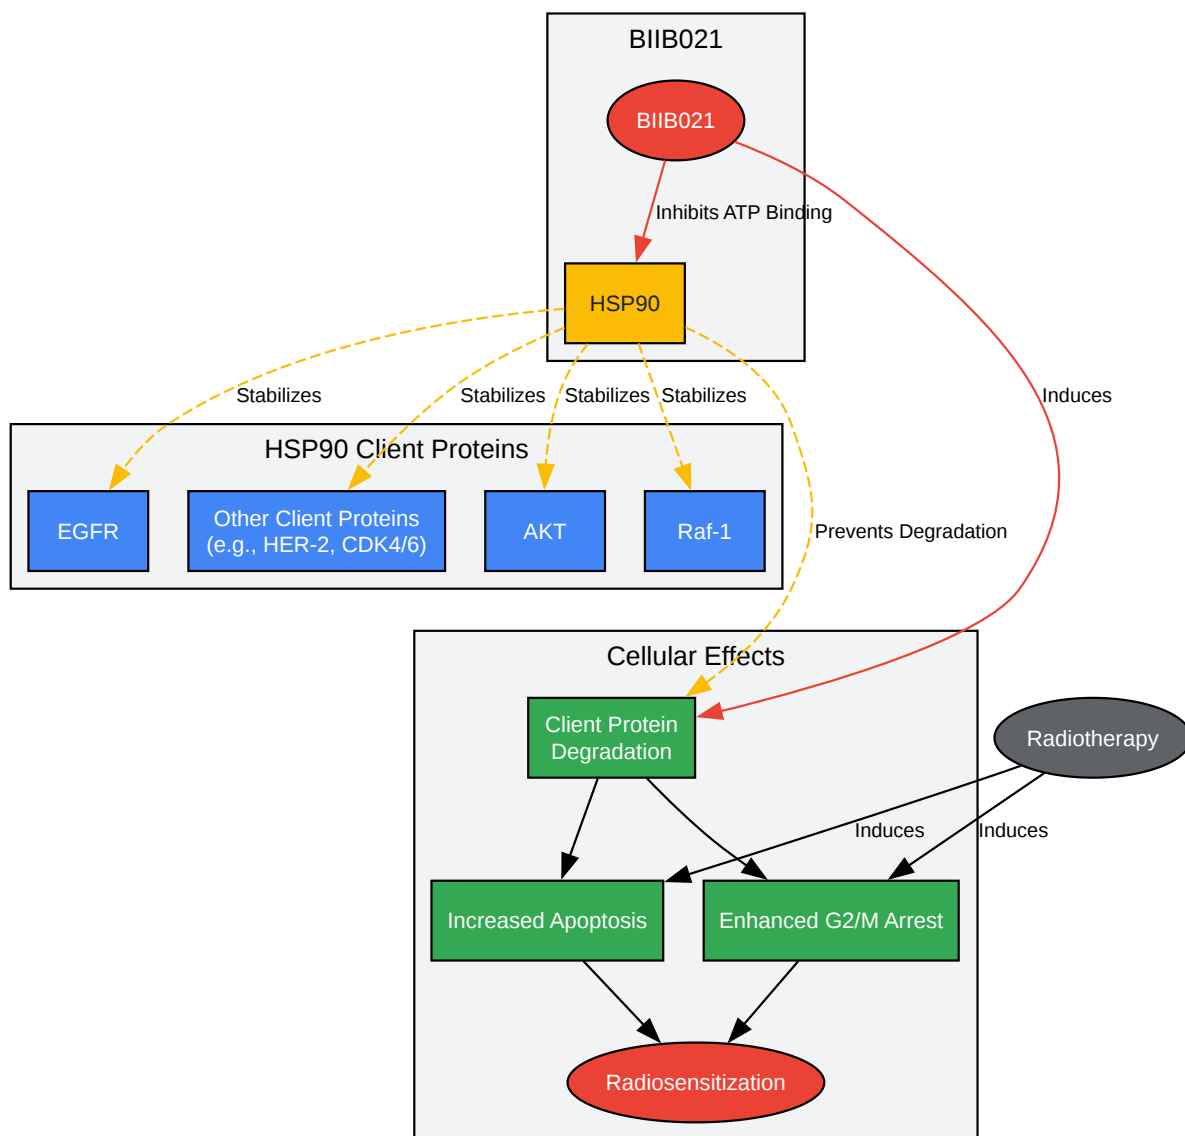 BIIB021
BIIB021
Inhibits ATP Binding
HSP90
Stabilizes
Stabilizes
Stabilizes
Stabilizes
Induces
HSP90 Client Proteins
EGFR
Other Client Proteins
(e.g., HER-2, CDK4/6)
AKT
Raf-1
Prevents Degradation
Cellular Effects
Client Protein
Degradation
Radiotherapy
Induces
Induces
Increased Apoptosis
Enhanced G2/M Arrest
Radiosensitization